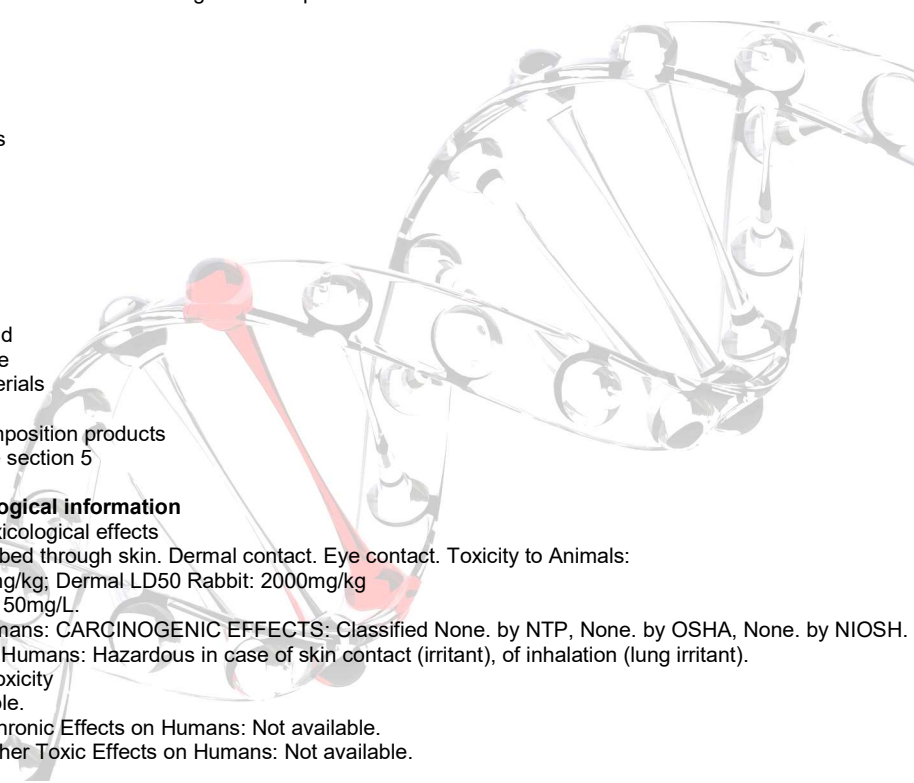 s
d
e
erials
mposition products
section 5
ogical information
xicological effects
bed through skin. Dermal contact. Eye contact. Toxicity to Animals:
mg/kg; Dermal LD50 Rabbit: 2000mg/kg
50mg/L.
mans: CARCINOGENIC EFFECTS: Classified None. by NTP, None. by OSHA, None. by NIOSH.
Humans: Hazardous in case of skin contact (irritant), of inhalation (lung irritant).
oxicity
ble.
hronic Effects on Humans: Not available.
her Toxic Effects on Humans: Not available.